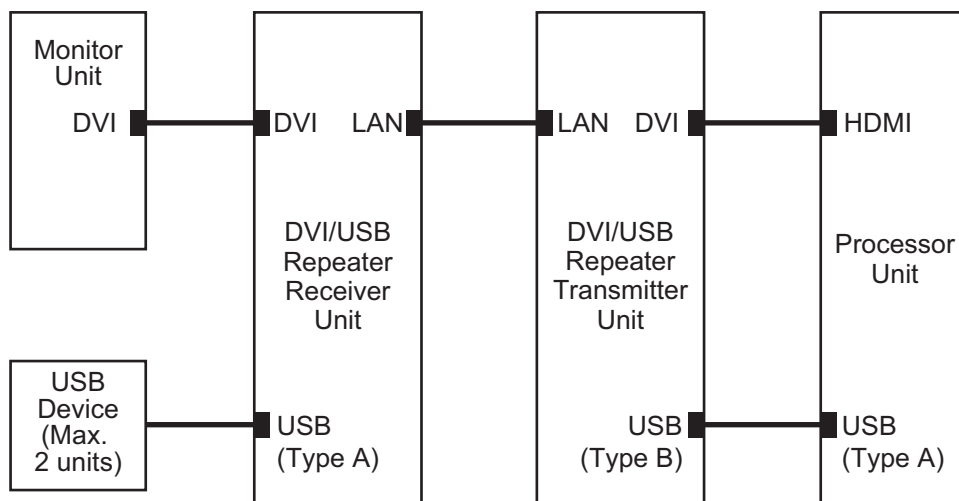 Monitor
Unit
DVI
DVI
LAN
LAN
DVI
HDMI
DVI/USB
Repeater
Receiver
Unit
DVI/USB
Repeater
Transmitter
Unit
Processor
Unit
USB
Device
(Max.
2 units)
USB
(Type A)
USB
(Type B)
USB
(Type A)